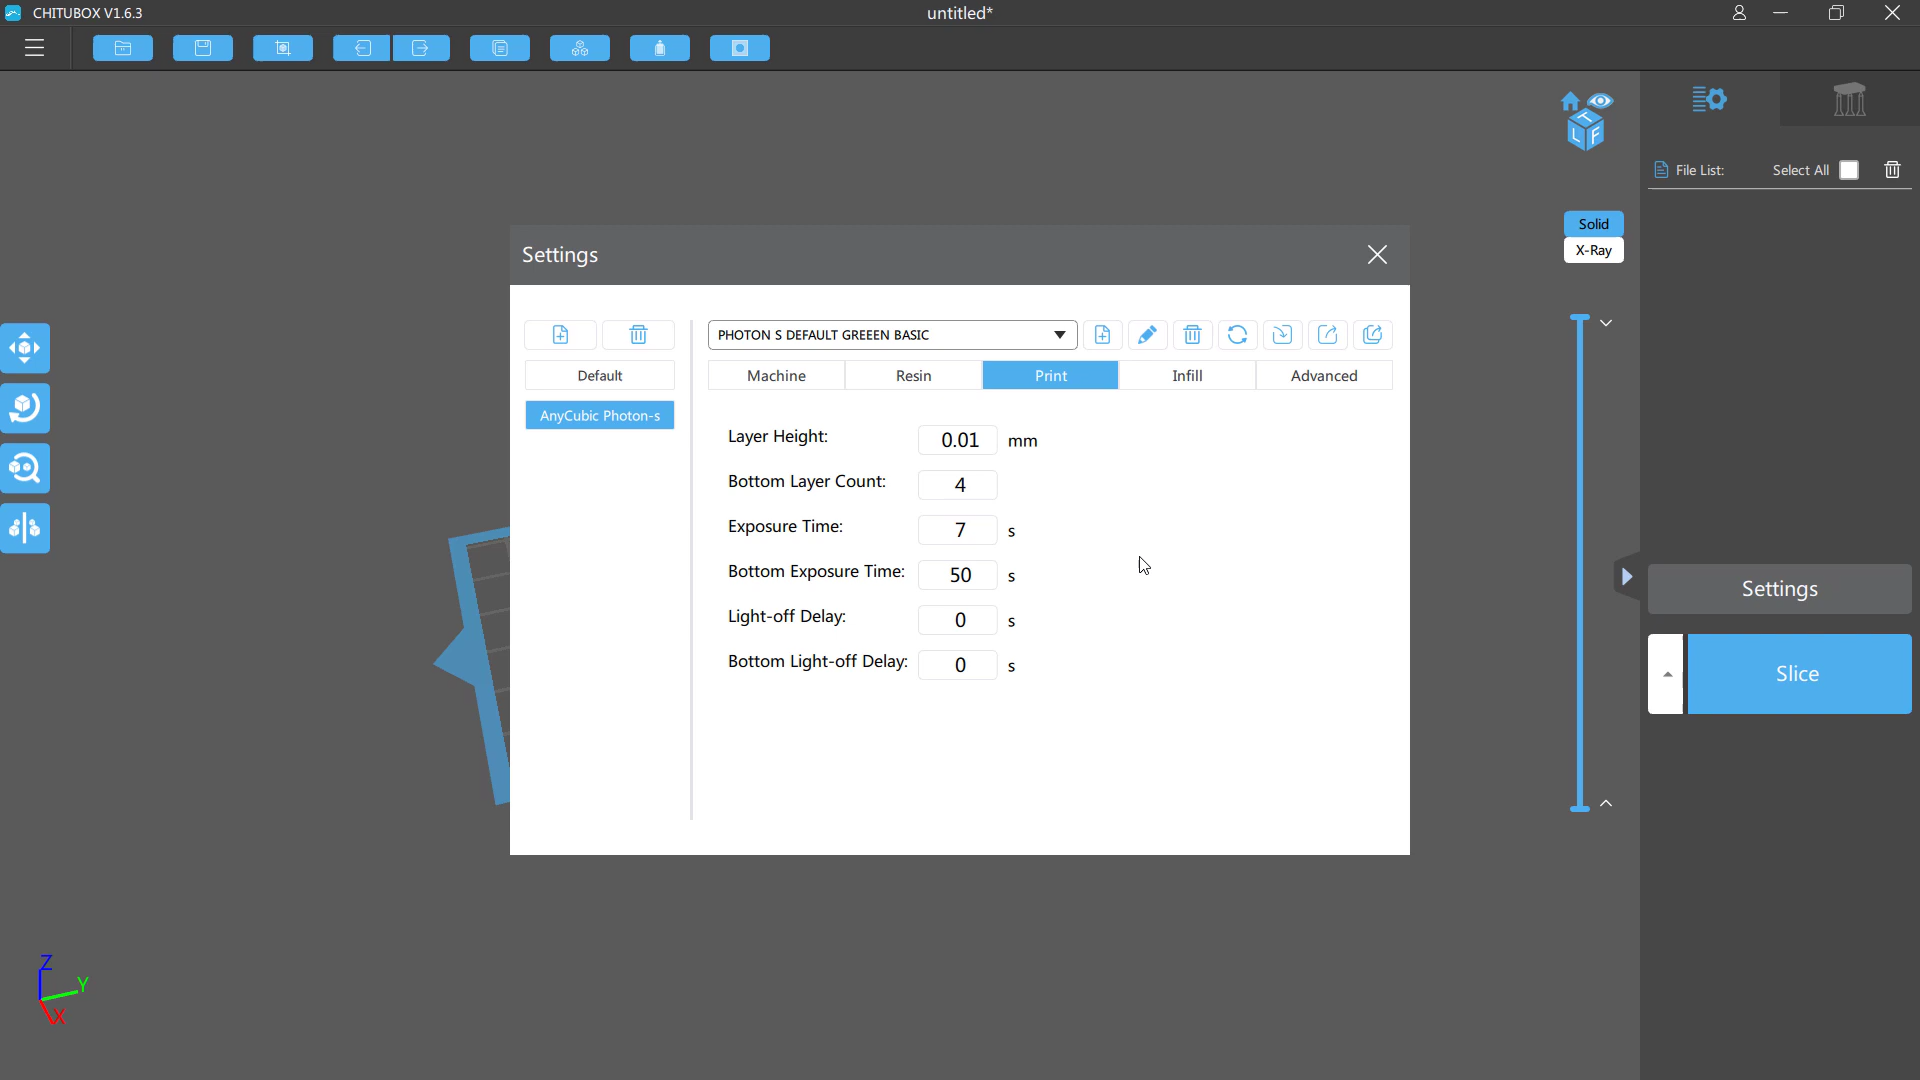 CHITUBOX V1.6.3
untitled*
File List:
Select All
T
L F
Solid
X-Ray
Settings
PHOTON S DEFAULT GREEEN BASIC
Default
AnyCubic Photon-s
Machine
Resin
Print
Infill
Advanced
Layer Height: 0.01 mm
Bottom Layer Count: 4
Exposure Time: 7 s
Bottom Exposure Time: 50 s
Light-off Delay: 0 s
Bottom Light-off Delay: 0 s
Settings
Slice
Z
Y
X